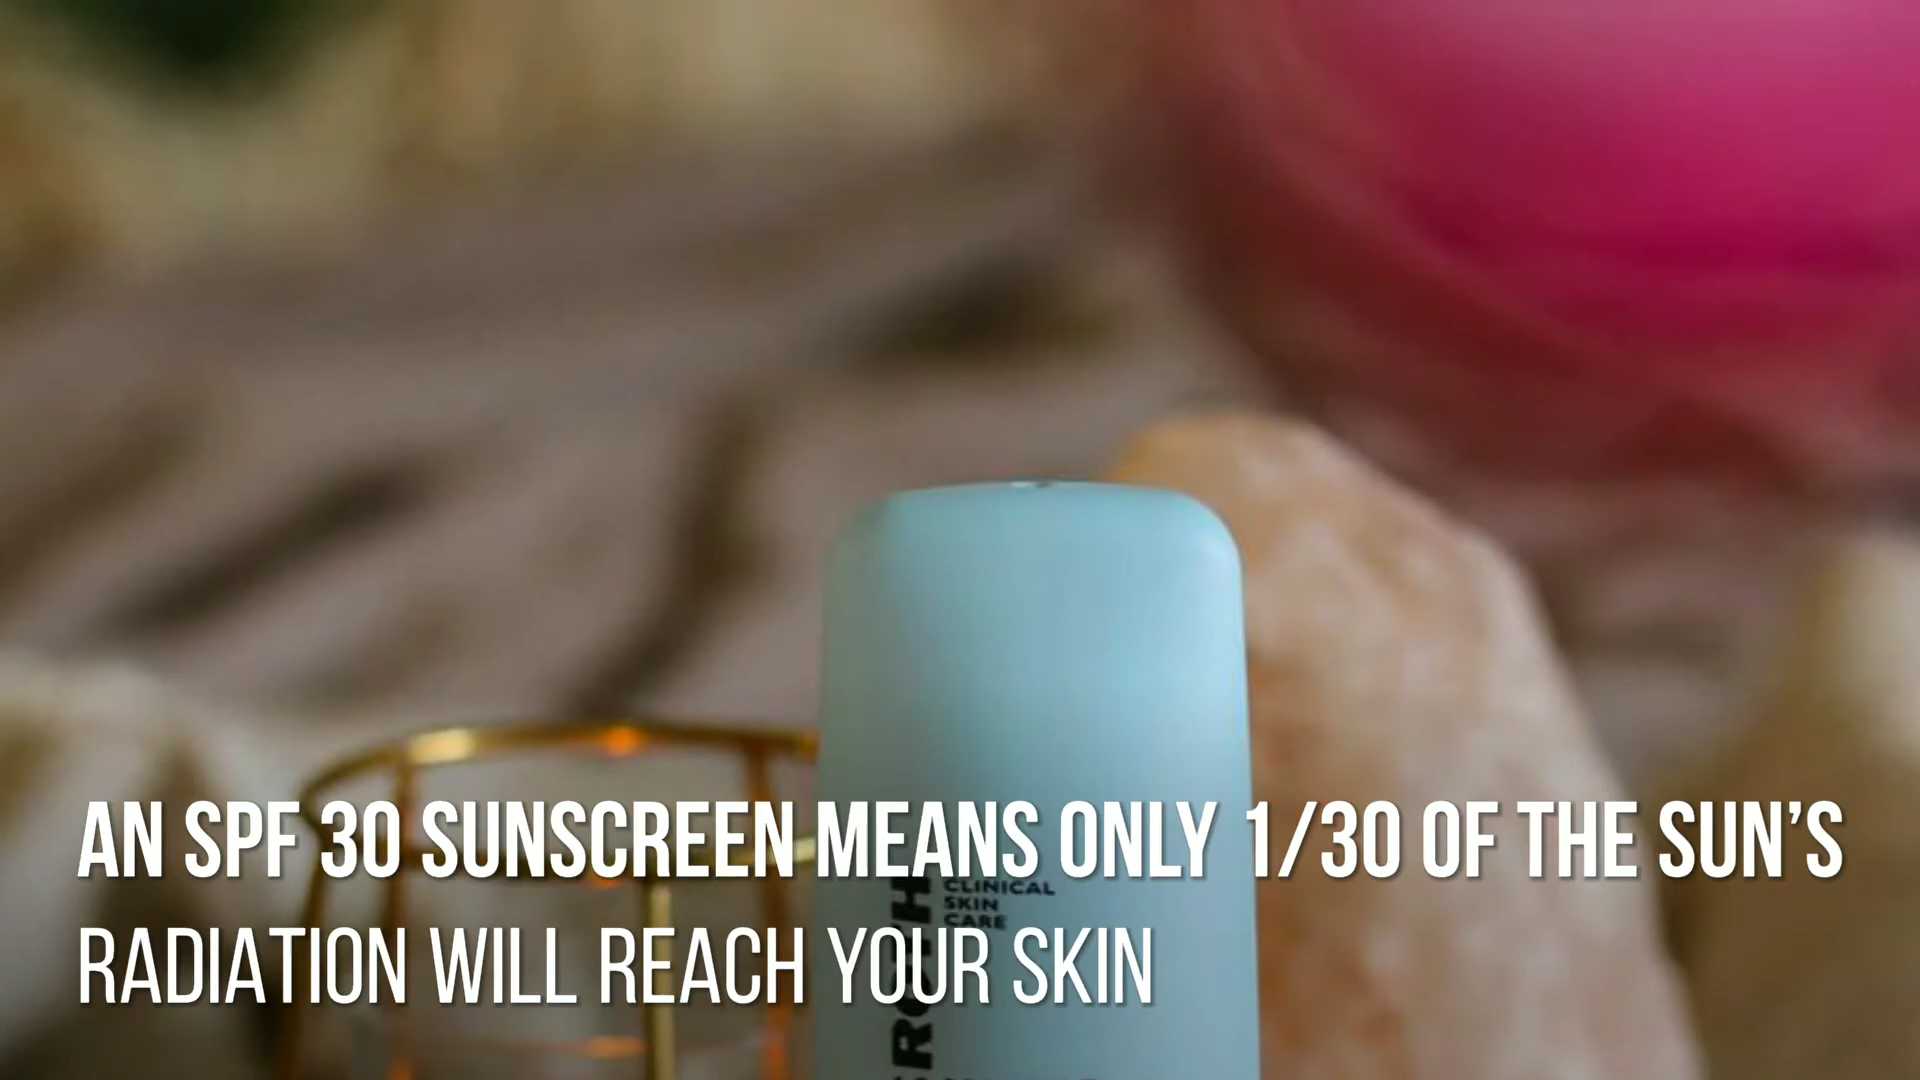 AN SPF 30 SUNSCREEN MEANS ONLY 1/30 OF THE SUN’S
RADIATION WILL REACH YOUR SKIN
CLINICAL
SKIN
CARE